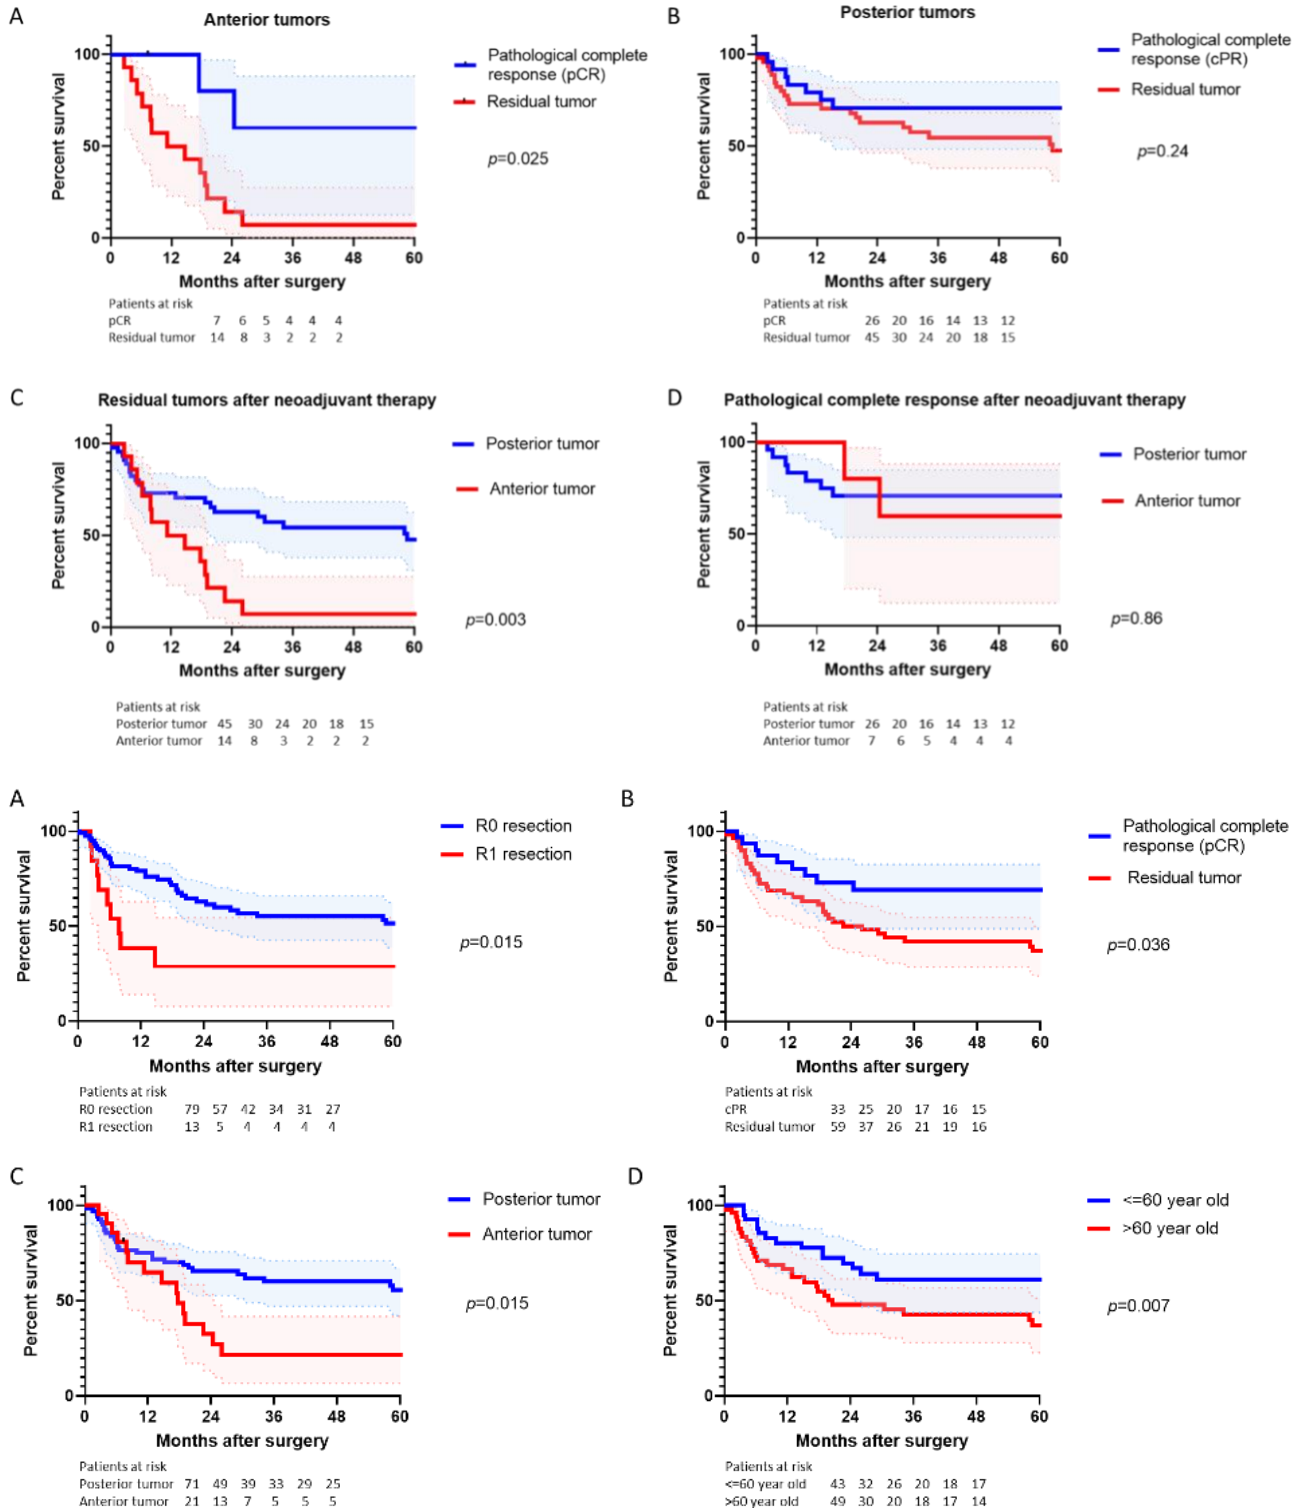 A
Anterior tumors
Percent survival
100
50
0
0 12 24 36 48 60
Months after surgery
Pathological complete
response (pCR)
Residual tumor
p=0.025
Patients at risk
pCR 7 6 5 4 4 4
Residual tumor 14 8 3 2 2 2
B
Posterior tumors
Percent survival
100
50
0
0 12 24 36 48 60
Months after surgery
Pathological complete
response (cPR)
Residual tumor
p=0.24
Patients at risk
pCR 26 20 16 14 13 12
Residual tumor 45 30 24 20 18 15
C
Residual tumors after neoadjuvant therapy
Percent survival
100
50
0
0 12 24 36 48 60
Months after surgery
Posterior tumor
Anterior tumor
p=0.003
Patients at risk
Posterior tumor 45 30 24 20 18 15
Anterior tumor 14 8 3 2 2 2
D
Pathological complete response after neoadjuvant therapy
Percent survival
100
50
0
0 12 24 36 48 60
Months after surgery
Posterior tumor
Anterior tumor
p=0.86
Patients at risk
Posterior tumor 26 20 16 14 13 12
Anterior tumor 7 6 5 4 4 4
A
Percent survival
100
50
0
0 12 24 36 48 60
Months after surgery
R0 resection
R1 resection
p=0.015
Patients at risk
R0 resection 79 57 42 34 31 27
R1 resection 13 5 4 4 4 4
B
Percent survival
100
50
0
0 12 24 36 48 60
Months after surgery
Pathological complete
response (pCR)
Residual tumor
p=0.036
Patients at risk
cPR 33 25 20 17 16 15
Residual tumor 59 37 26 21 19 16
C
Percent survival
100
50
0
0 12 24 36 48 60
Months after surgery
Posterior tumor
Anterior tumor
p=0.015
Patients at risk
Posterior tumor 71 49 39 33 29 25
Anterior tumor 21 13 7 5 5 5
D
Percent survival
100
50
0
0 12 24 36 48 60
Months after surgery
<=60 year old
>60 year old
p=0.007
Patients at risk
<=60 year old 43 32 26 20 18 17
>60 year old 49 30 20 18 17 14